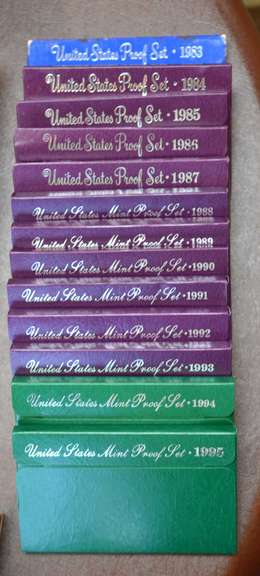 United States Proof Set · 1983
United States Proof Set · 1984
United States Proof Set · 1985
United States Proof Set · 1986
United States Proof Set · 1987
United States Mint Proof Set · 1988
United States Mint Proof Set · 1989
United States Mint Proof Set · 1990
United States Mint Proof Set · 1991
United States Mint Proof Set · 1992
United States Mint Proof Set · 1993
United States Mint Proof Set · 1994
United States Mint Proof Set · 1995